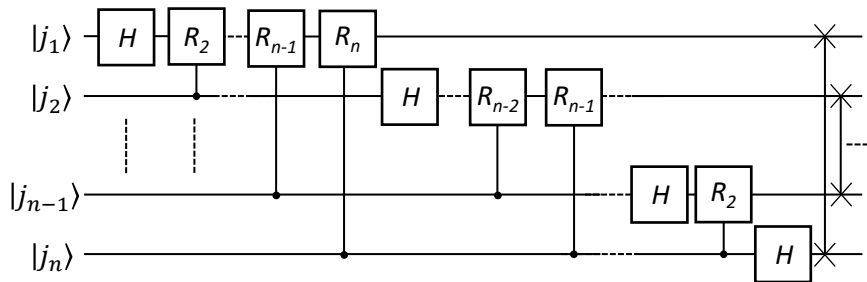 |j₁⟩ H R₂ Rₙ₋₁ Rₙ
|j₂⟩ H Rₙ₋₂ Rₙ₋₁
|jₙ₋₁⟩ H R₂
|jₙ⟩ H